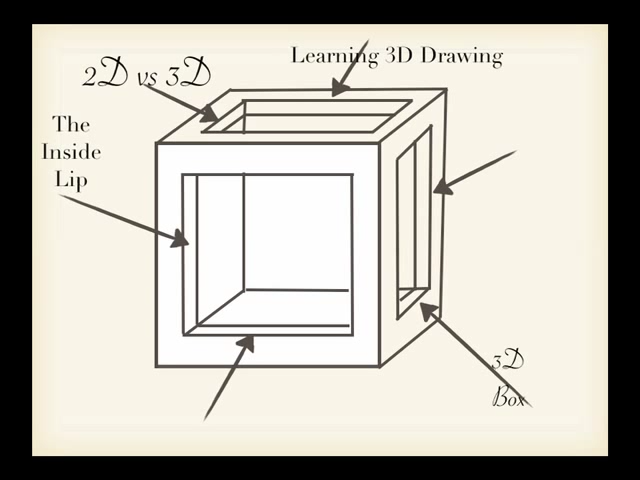 Learning 3D Drawing
2D vs 3D
The
Inside
Lip
3D
Box